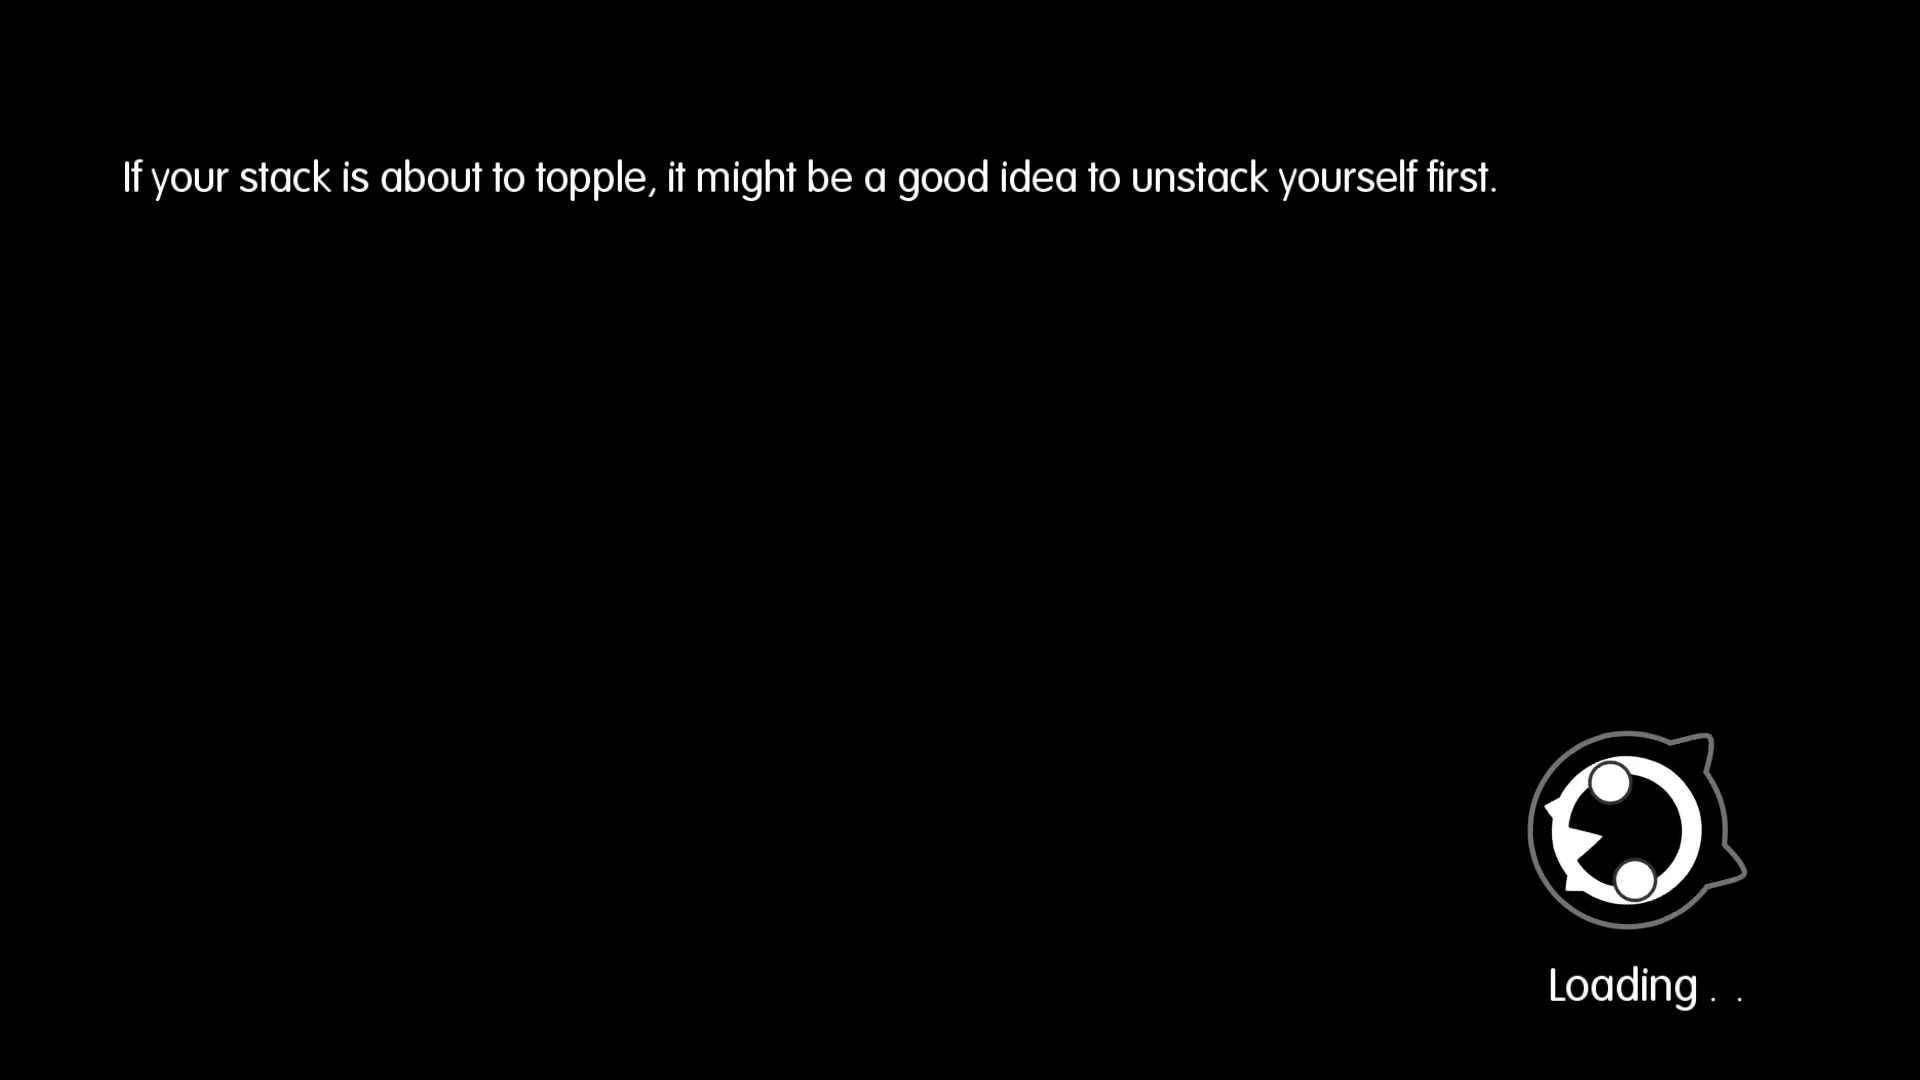 If your stack is about to topple, it might be a good idea to unstack yourself first.
Loading . .